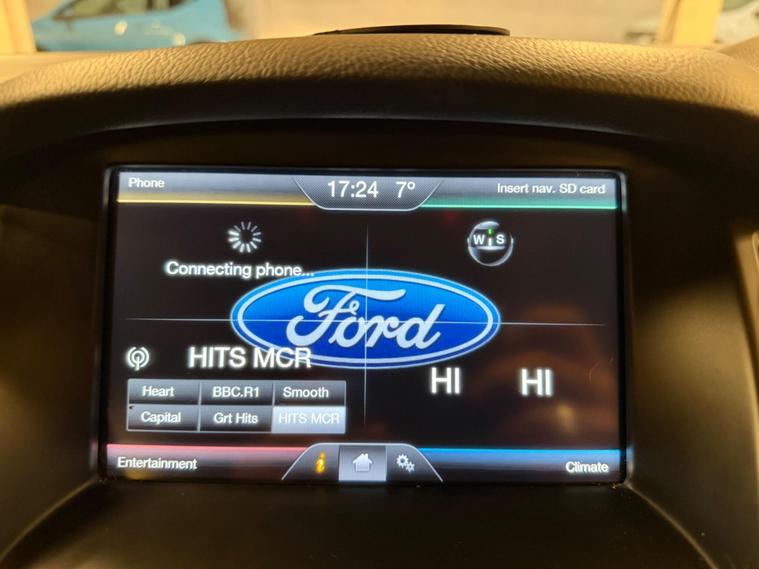 Phone
17:24 7°
Insert nav. SD card
W S
Connecting phone...
Ford
HITS MCR
HI HI
Heart BBC.R1 Smooth
Capital Grt Hits HITS MCR
Entertainment
i
Climate